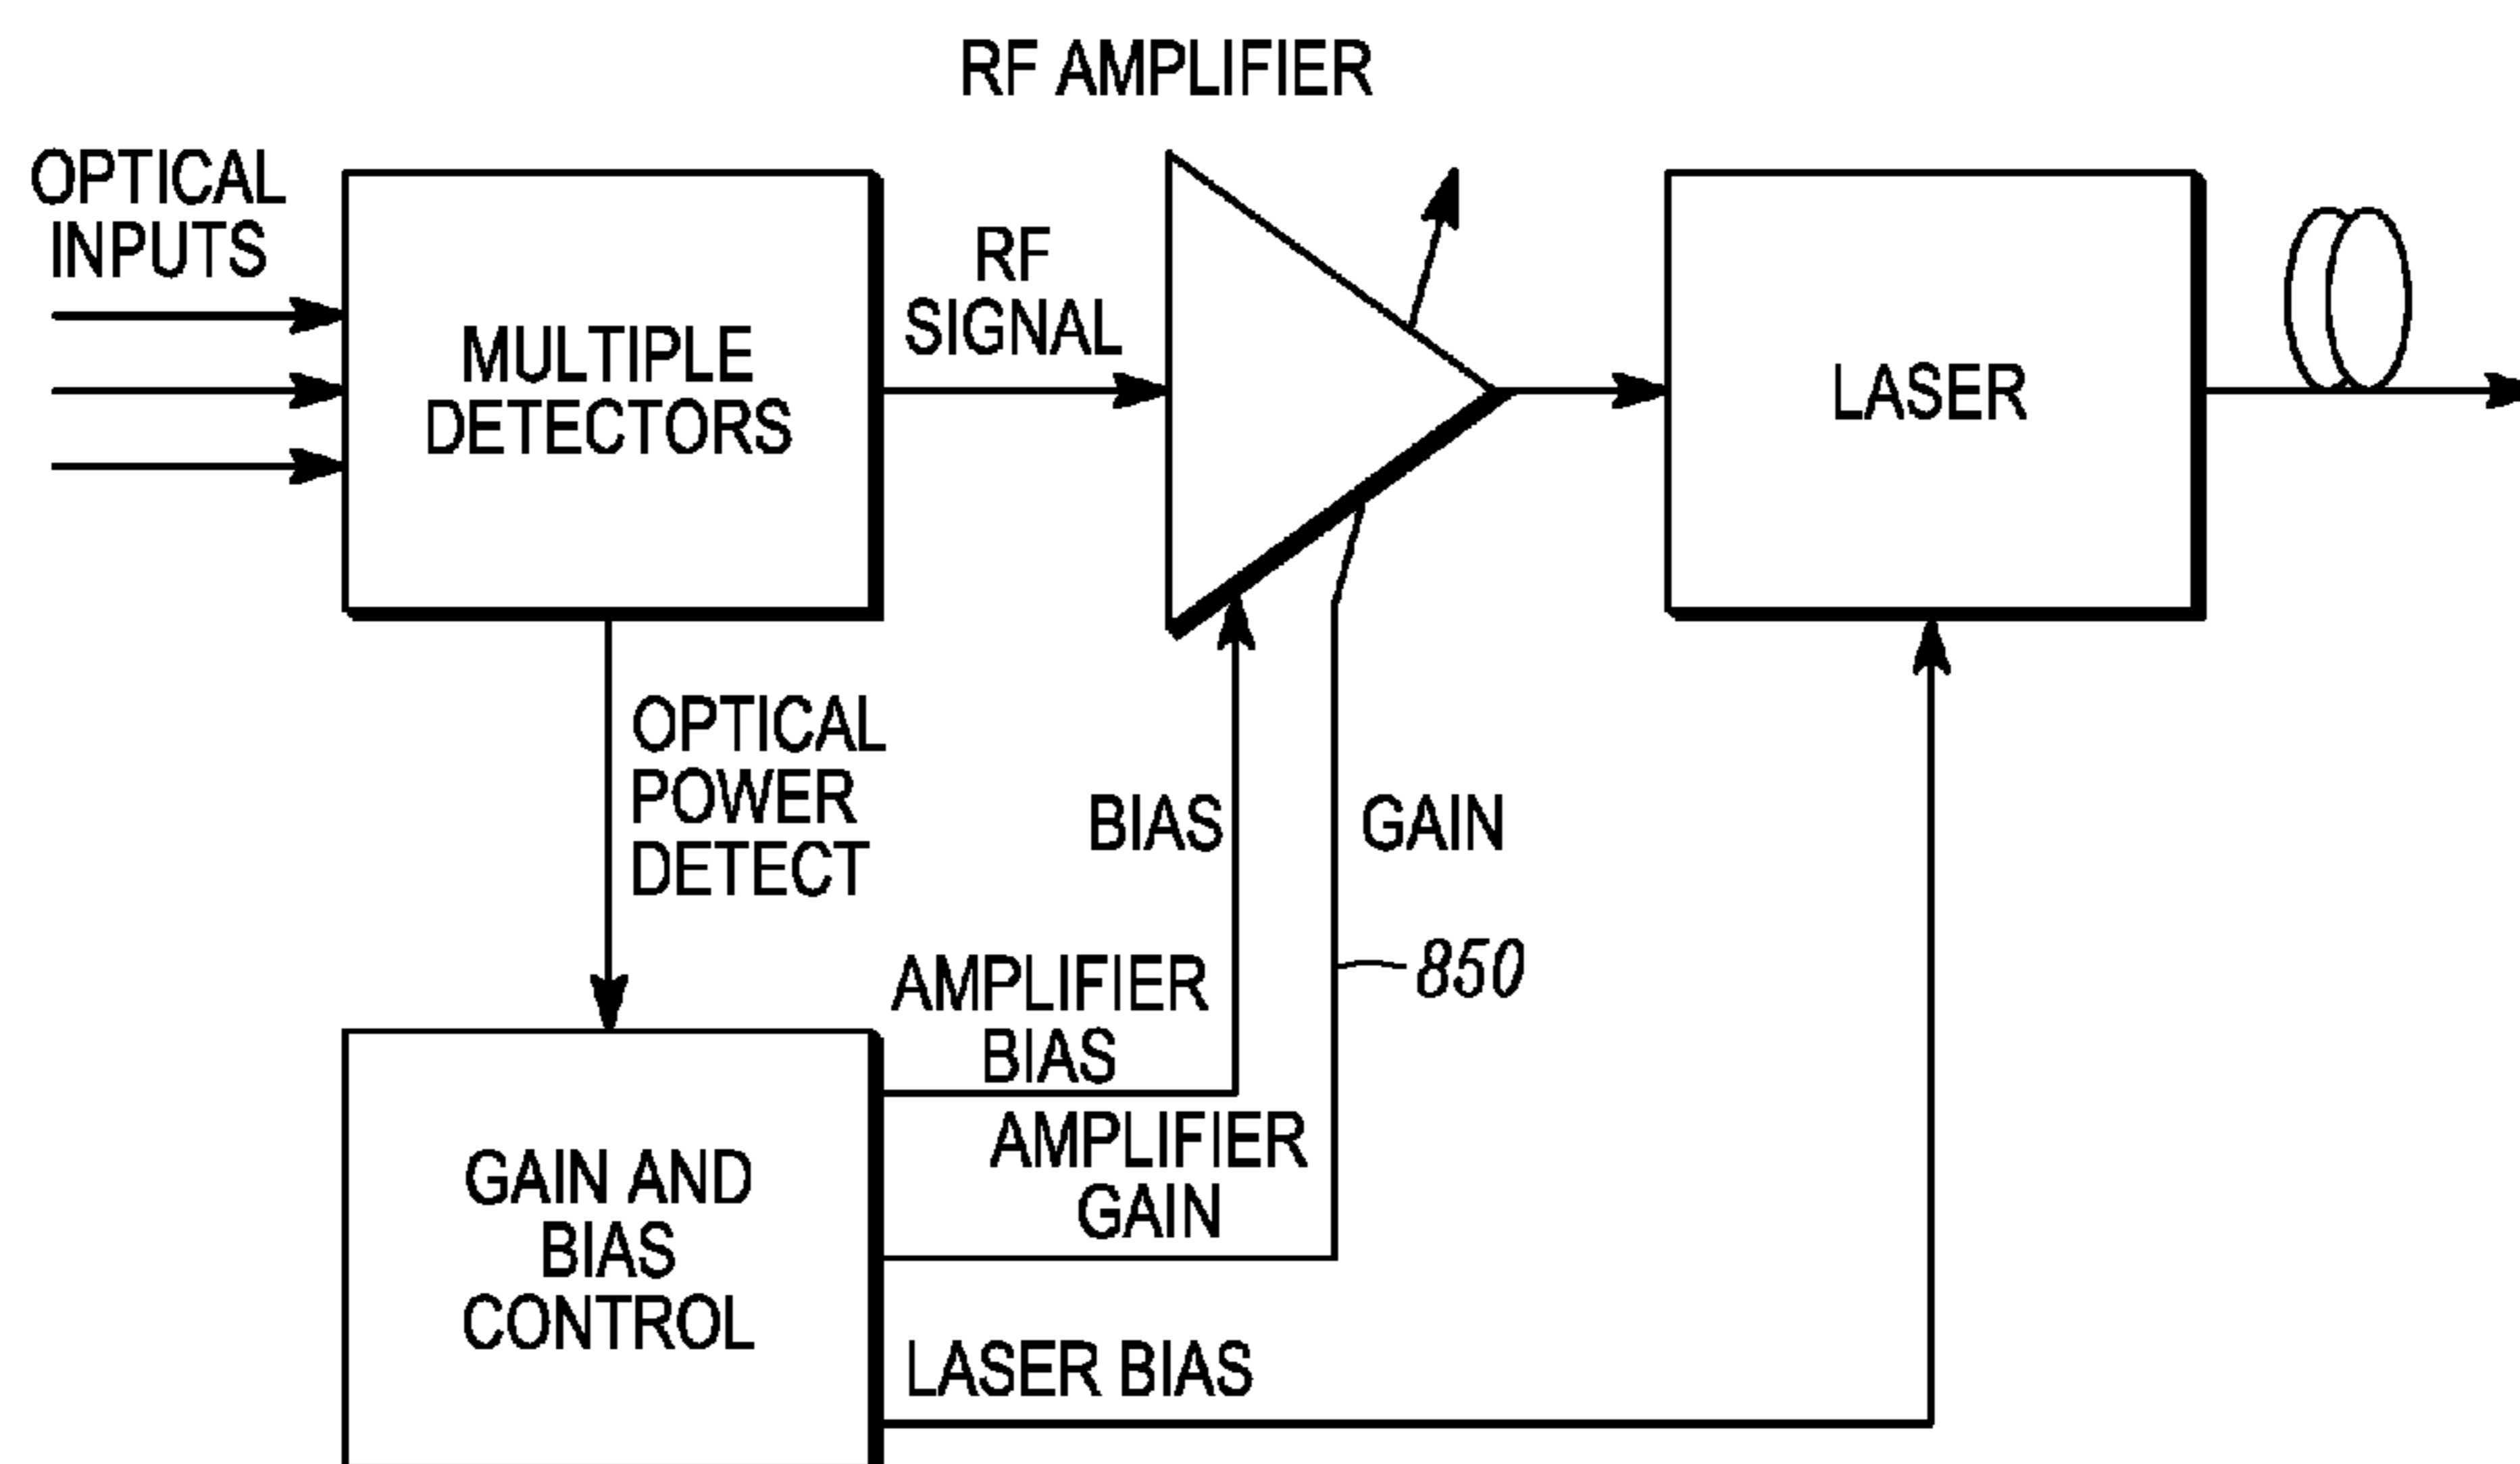 RF AMPLIFIER
OPTICAL
INPUTS
MULTIPLE
DETECTORS
RF
SIGNAL
LASER
OPTICAL
POWER
DETECT
BIAS
GAIN
850
AMPLIFIER
BIAS
AMPLIFIER
GAIN
GAIN AND
BIAS
CONTROL
LASER BIAS